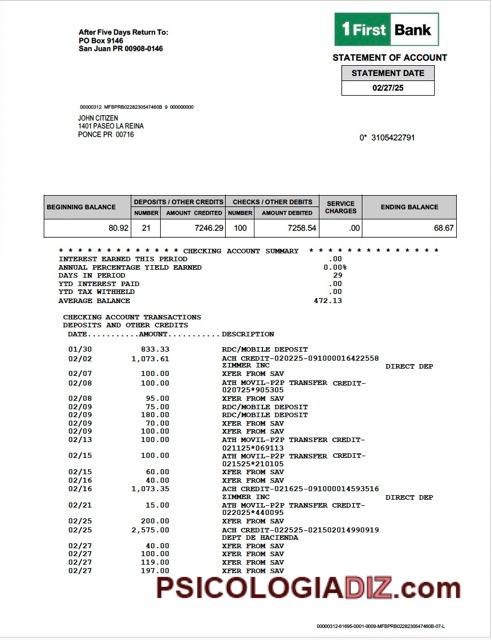 After Five Days Return To:
PO Box 9146
San Juan PR 00908-0146
1First Bank
STATEMENT OF ACCOUNT
STATEMENT DATE
02/27/25
00000312 MFBPRB0228230547460B 9 000000000
JOHN CITIZEN
1401 PASEO LA REINA
PONCE PR 00716
0* 3105422791
BEGINNING BALANCE DEPOSITS / OTHER CREDITS CHECKS / OTHER DEBITS SERVICE CHARGES ENDING BALANCE
NUMBER AMOUNT CREDITED NUMBER AMOUNT DEBITED
80.92 21 7246.29 100 7258.54 .00 68.67
* * * * * * * * * * * * * CHECKING ACCOUNT SUMMARY * * * * * * * * * * * * * *
INTEREST EARNED THIS PERIOD .00
ANNUAL PERCENTAGE YIELD EARNED 0.00%
DAYS IN PERIOD 29
YTD INTEREST PAID .00
YTD TAX WITHHELD .00
AVERAGE BALANCE 472.13
CHECKING ACCOUNT TRANSACTIONS
DEPOSITS AND OTHER CREDITS
DATE...........AMOUNT..........DESCRIPTION
01/30 833.33 RDC/MOBILE DEPOSIT
02/02 1,073.61 ACH CREDIT-020225-091000016422558
ZIMMER INC DIRECT DEP
02/07 100.00 XFER FROM SAV
02/08 100.00 ATH MOVIL-P2P TRANSFER CREDIT-
020725*905305
02/08 95.00 XFER FROM SAV
02/09 75.00 RDC/MOBILE DEPOSIT
02/09 180.00 RDC/MOBILE DEPOSIT
02/09 70.00 XFER FROM SAV
02/09 100.00 XFER FROM SAV
02/13 100.00 ATH MOVIL-P2P TRANSFER CREDIT-
021125*069113
02/15 100.00 ATH MOVIL-P2P TRANSFER CREDIT-
021525*210105
02/15 60.00 XFER FROM SAV
02/16 40.00 XFER FROM SAV
02/16 1,073.35 ACH CREDIT-021625-091000014593516
ZIMMER INC DIRECT DEP
02/21 15.00 ATH MOVIL-P2P TRANSFER CREDIT-
022025*440095
02/25 200.00 XFER FROM SAV
02/25 2,575.00 ACH CREDIT-022525-021502014990919
DEPT DE HACIENDA
02/27 40.00 XFER FROM SAV
02/27 100.00 XFER FROM SAV
02/27 119.00 XFER FROM SAV
02/27 197.00 XFER FROM SAV
PSICOLOGIADIZ.com
00000312-61695-0001-0009-MFBPRB0228230547460B-07-L